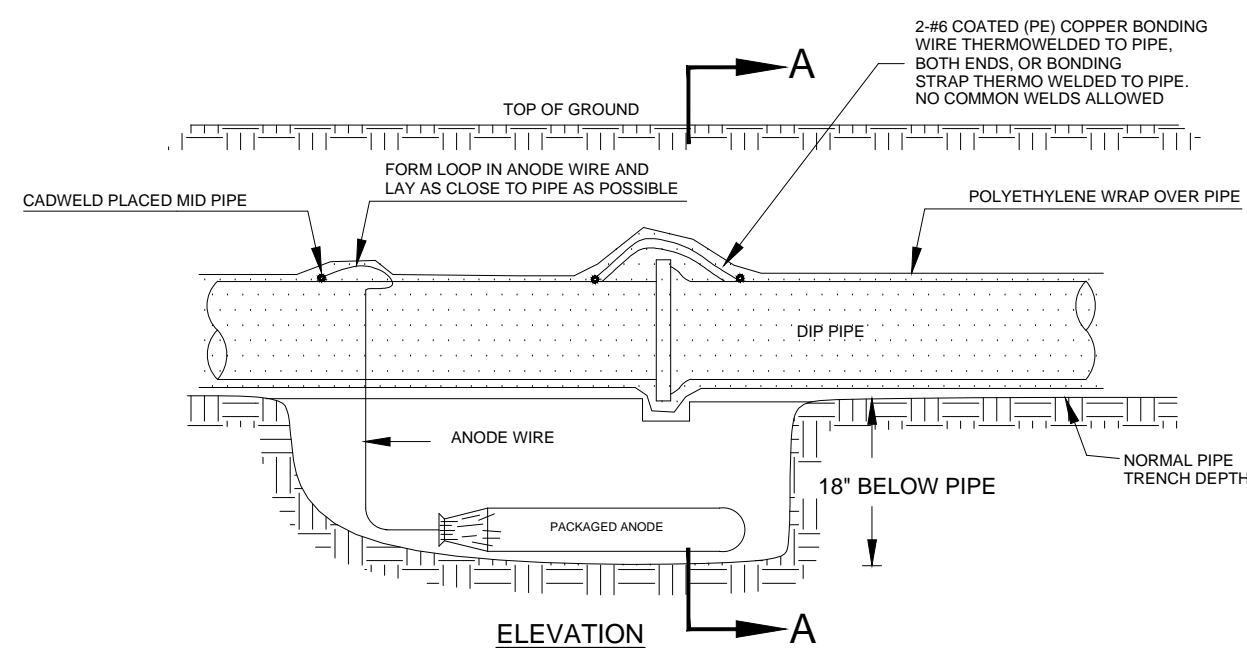 2-#6 COATED (PE) COPPER BONDING
WIRE THERMOWELDED TO PIPE,
BOTH ENDS, OR BONDING
STRAP THERMO WELDED TO PIPE.
NO COMMON WELDS ALLOWED
A
TOP OF GROUND
FORM LOOP IN ANODE WIRE AND
LAY AS CLOSE TO PIPE AS POSSIBLE
CADWELD PLACED MID PIPE
POLYETHYLENE WRAP OVER PIPE
DIP PIPE
ANODE WIRE
NORMAL PIPE
TRENCH DEPTH
18" BELOW PIPE
PACKAGED ANODE
A
ELEVATION